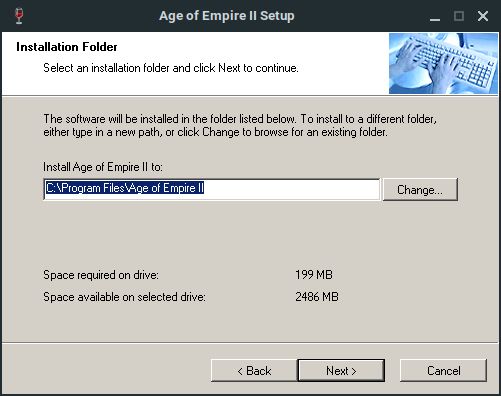 Age of Empire II Setup
Installation Folder
Select an installation folder and click Next to continue.
The software will be installed in the folder listed below. To install to a different folder,
either type in a new path, or click Change to browse for an existing folder.
Install Age of Empire II to:
C:\Program Files\Age of Empire II
Change...
Space required on drive: 199 MB
Space available on selected drive: 2486 MB
< Back Next > Cancel